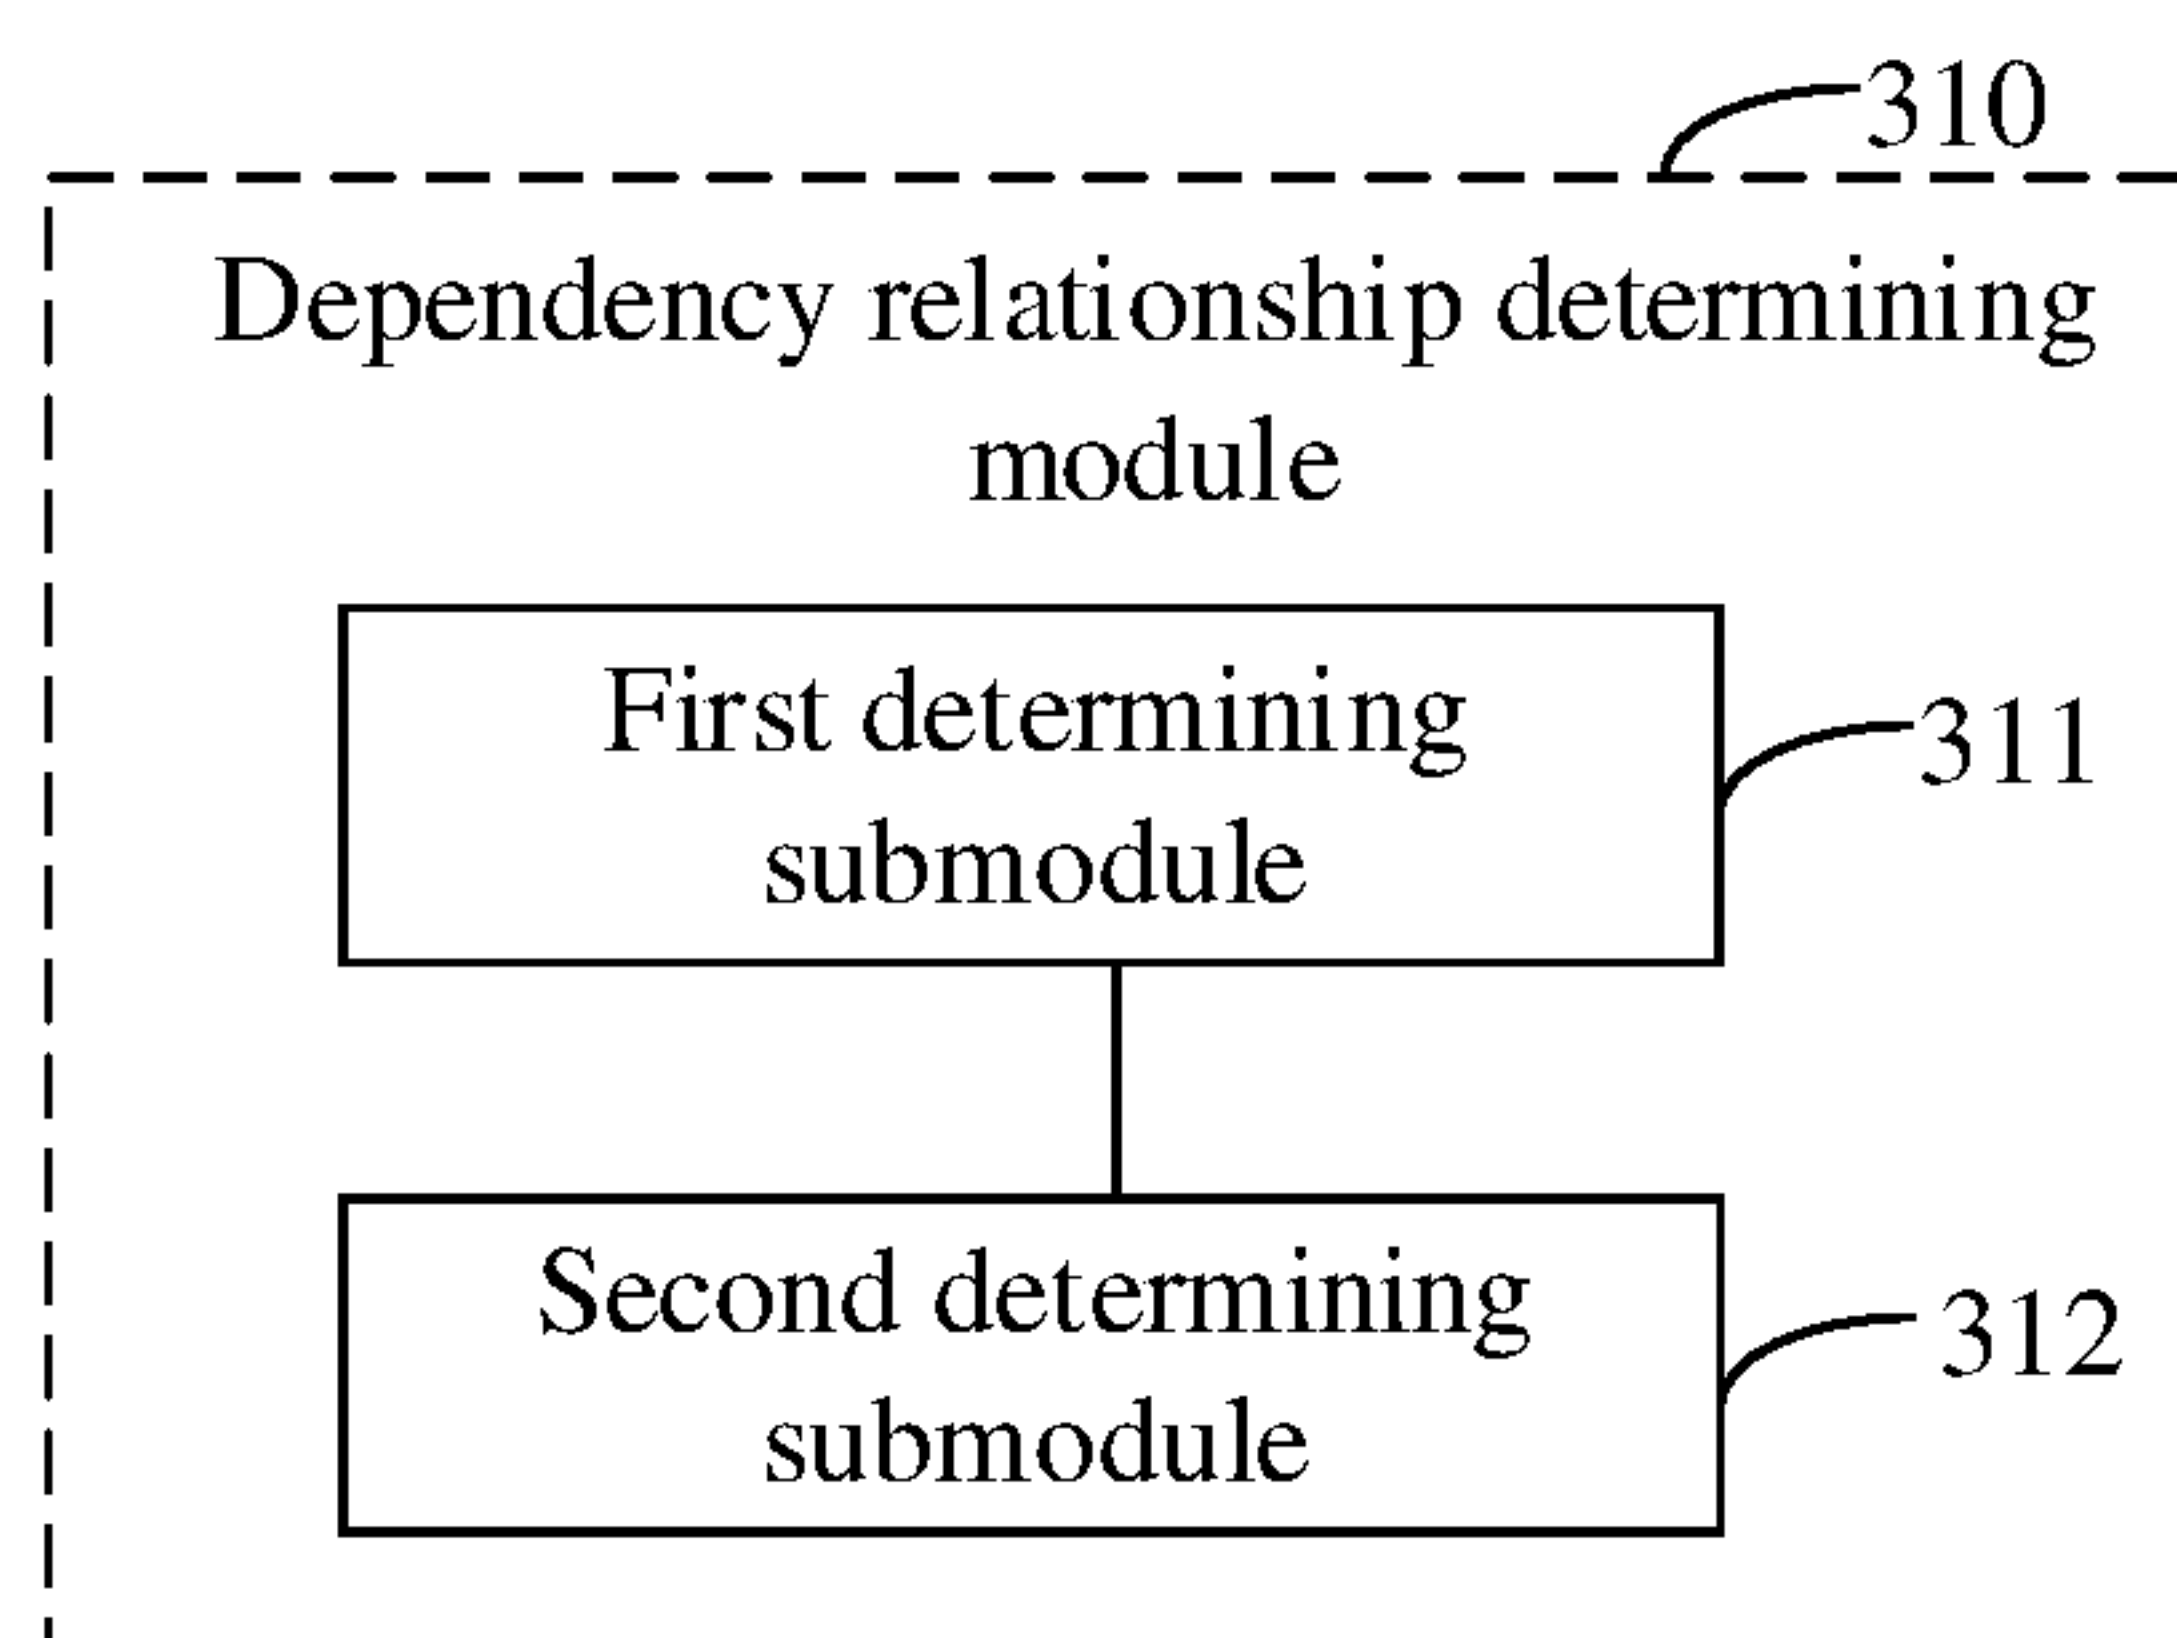 310
Dependency relationship determining
module
First determining
submodule
311
Second determining
submodule
312